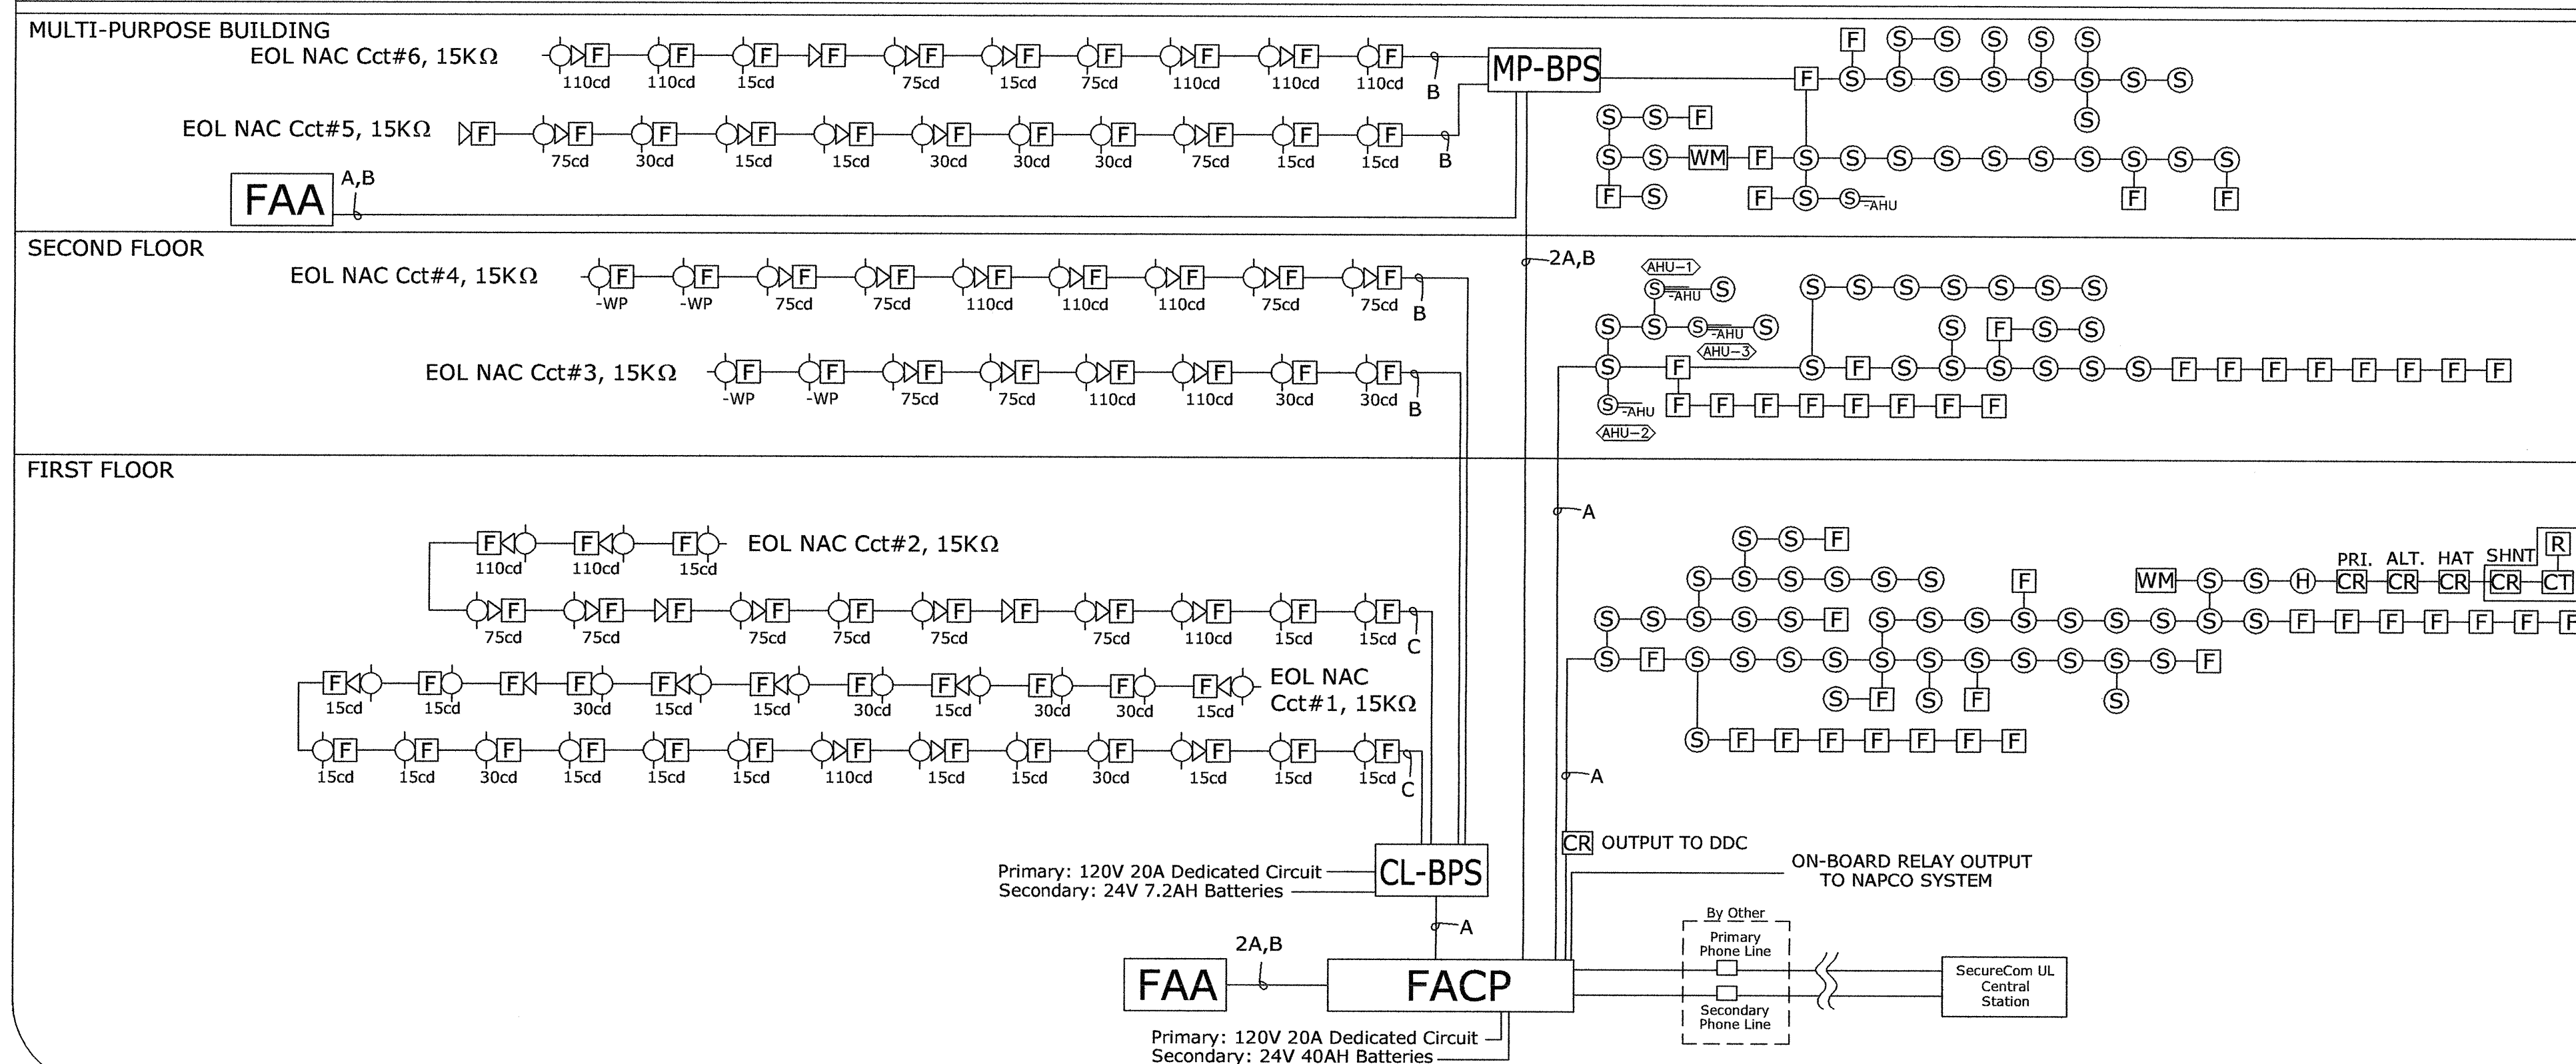 MULTI-PURPOSE BUILDING
EOL NAC Cct#6, 15KΩ
F F F F F F F F F F
110cd 110cd 15cd 75cd 15cd 75cd 110cd 110cd 110cd
B
MP-BPS
EOL NAC Cct#5, 15KΩ
F F F F F F F F F F F
75cd 30cd 15cd 15cd 30cd 30cd 30cd 75cd 15cd 15cd
B
FAA
A,B
F S S S S S
F S S S S S S S S
S
S S F
S S WM F S S S S S S S S S S
F S F S S -AHU F F
SECOND FLOOR
EOL NAC Cct#4, 15KΩ
F F F F F F F F F
-WP -WP 75cd 75cd 110cd 110cd 110cd 75cd 75cd
B
EOL NAC Cct#3, 15KΩ
F F F F F F F F
-WP -WP 75cd 75cd 110cd 110cd 30cd 30cd
B
2A,B
AHU-1
S -AHU S S S S S S S S
S S S -AHU S S F S S
AHU-3
S F S F S S S S S S F F F F F F F F
S -AHU F F F F F F F F
AHU-2
FIRST FLOOR
A
F F F
110cd 110cd 15cd
EOL NAC Cct#2, 15KΩ
F F F F F F F F F F F
75cd 75cd 75cd 75cd 75cd 75cd 110cd 15cd 15cd
C
F F F F F F F F F F F
15cd 15cd 30cd 15cd 15cd 30cd 15cd 30cd 30cd 15cd
EOL NAC
Cct#1, 15KΩ
F F F F F F F F F F F F F
15cd 15cd 30cd 15cd 15cd 15cd 110cd 15cd 15cd 30cd 15cd 15cd 15cd
C
S S F
PRI. ALT. HAT SHNT R
S S S S S S F WM S S H CR CR CR CR CT
S S S S S F S S S S S S S S S F F F F F F F
S F S S S S S S S S S S S F
S F S F S
S F F F F F F F
A
CR OUTPUT TO DDC
ON-BOARD RELAY OUTPUT
TO NAPCO SYSTEM
CL-BPS
Primary: 120V 20A Dedicated Circuit
Secondary: 24V 7.2AH Batteries
A
2A,B
FAA
FACP
By Other
Primary
Phone Line
Secondary
Phone Line
SecureCom UL
Central
Station
Primary: 120V 20A Dedicated Circuit
Secondary: 24V 40AH Batteries